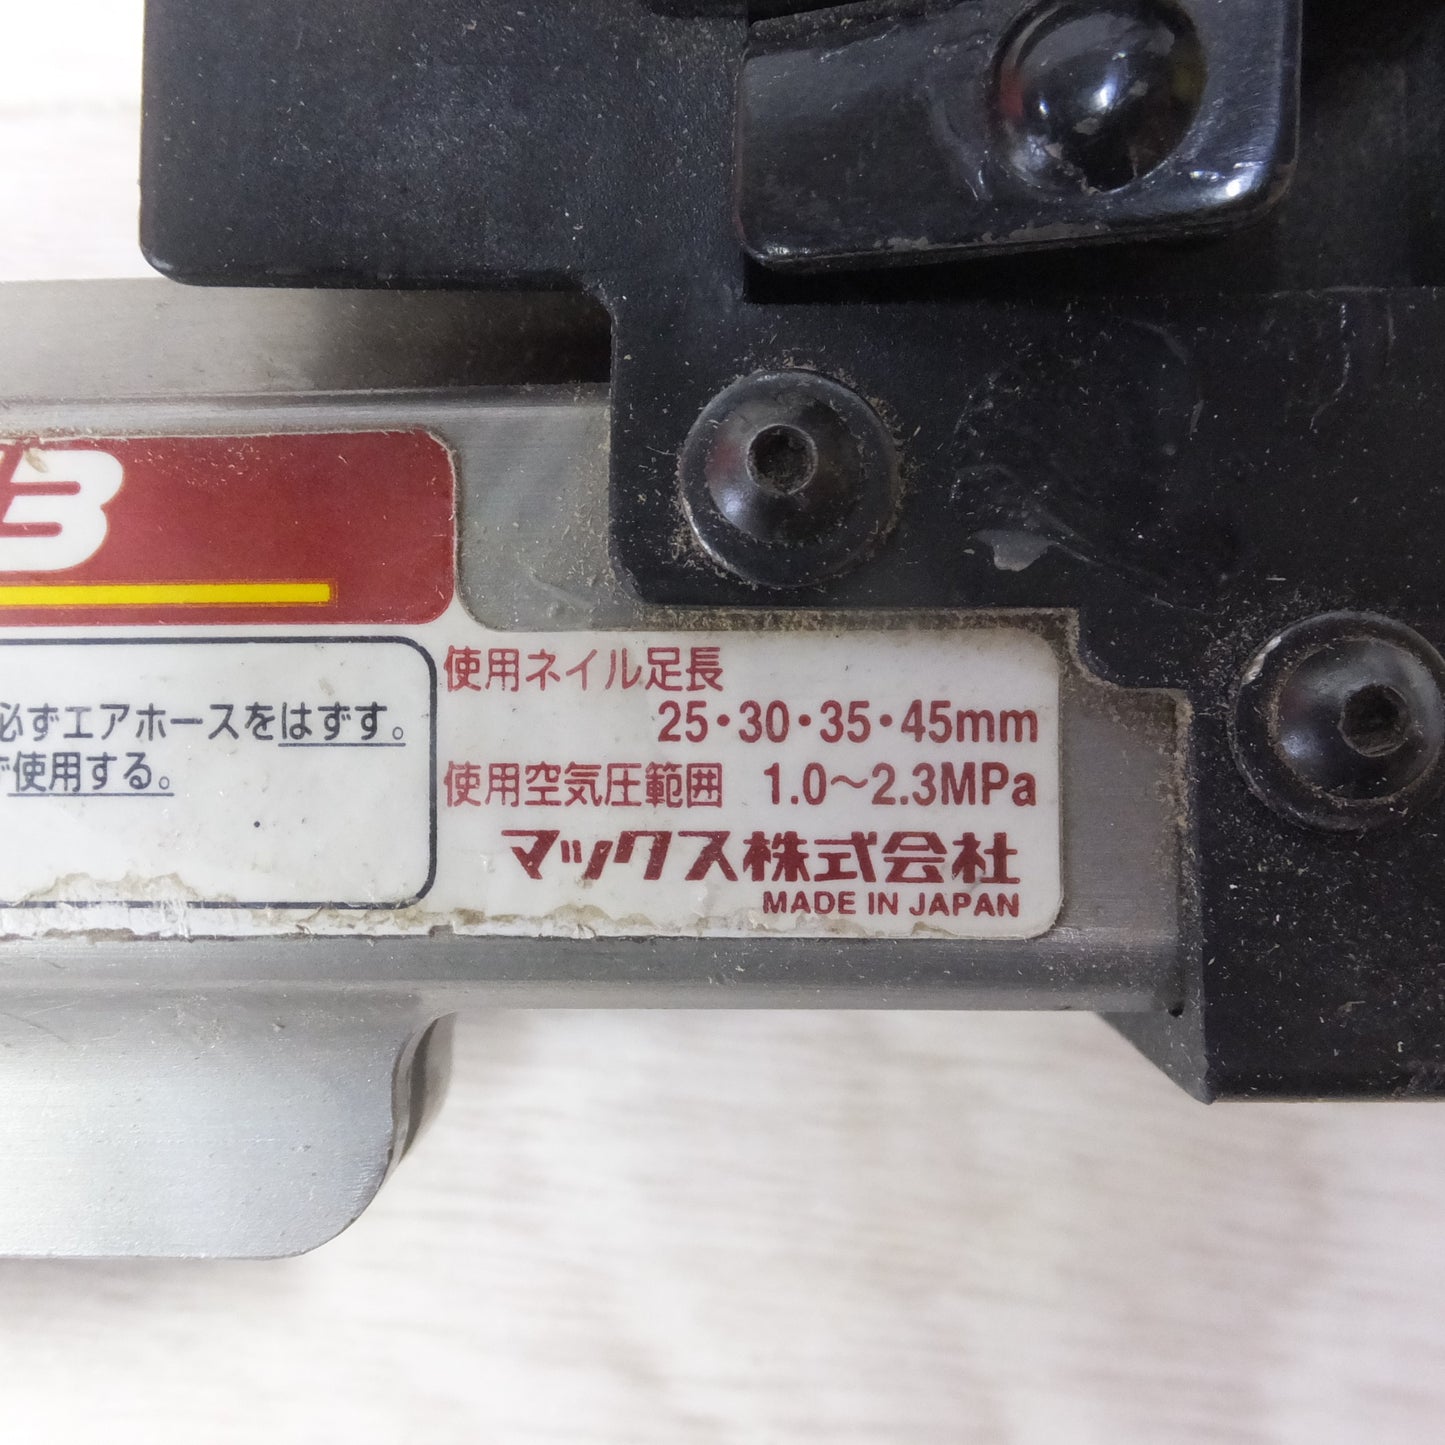 3
必ずエアホースをはずす。
使用する。
使用ネイル足長
25・30・35・45mm
使用空気圧範囲 1.0～2.3MPa
マックス株式会社
MADE IN JAPAN